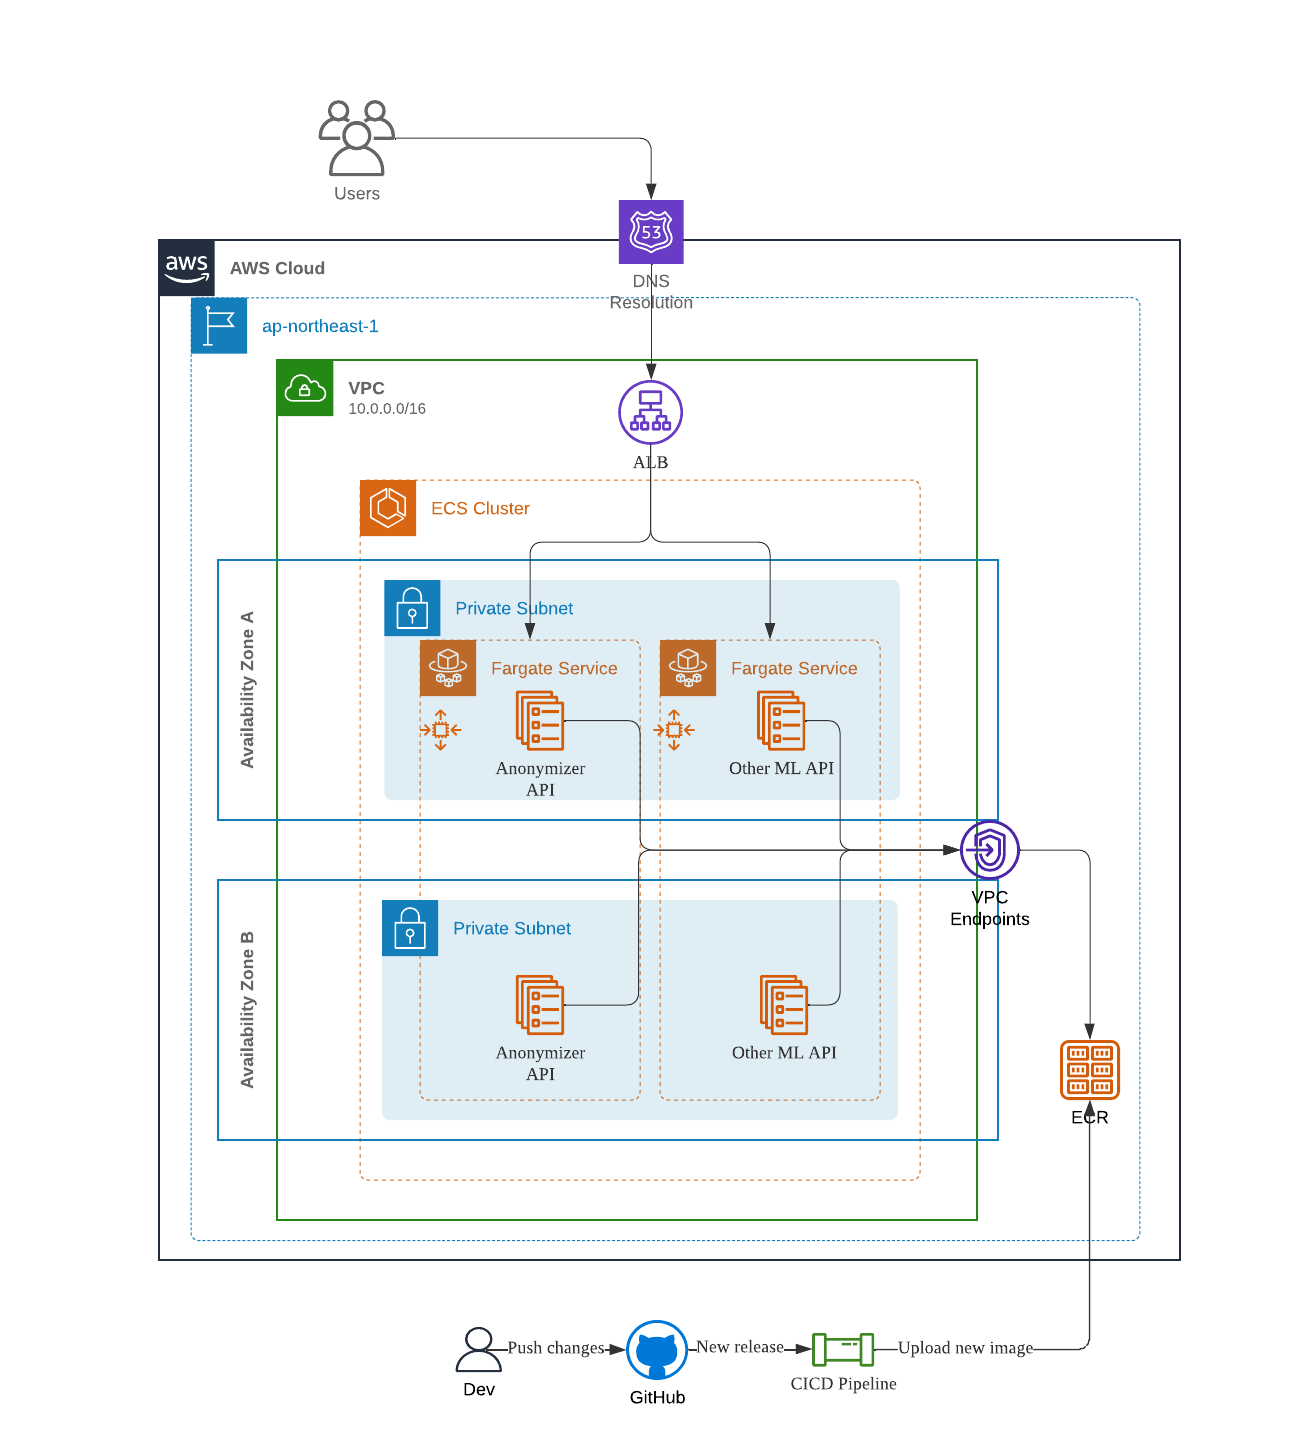 Users
53
DNS
Resolution
aws
AWS Cloud
ap-northeast-1
VPC
10.0.0.0/16
ALB
ECS Cluster
Availability Zone A
Private Subnet
Fargate Service
Fargate Service
Anonymizer
API
Other ML API
VPC
Endpoints
Availability Zone B
Private Subnet
Anonymizer
API
Other ML API
ECR
Push changes
New release
Upload new image
Dev
GitHub
CICD Pipeline